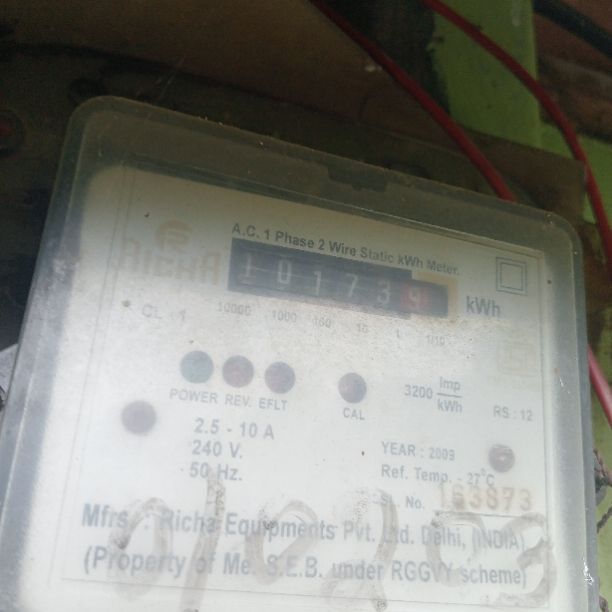 RICHA
A.C. 1 Phase 2 Wire Static kWh Meter.
1 0 1 7 3 9 kWh
CL : 1 10000 1000 100 10 1 1/10
POWER REV. EFLT CAL
3200 Imp/kWh
RS : 12
2.5 - 10 A
240 V.
50 Hz.
YEAR : 2009
Ref. Temp. - 27°C
SL No. 163873
Mfrs. : Richa Equipments Pvt. Ltd. Delhi, (INDIA)
(Property of Me. S.E.B. under RGGVY scheme)